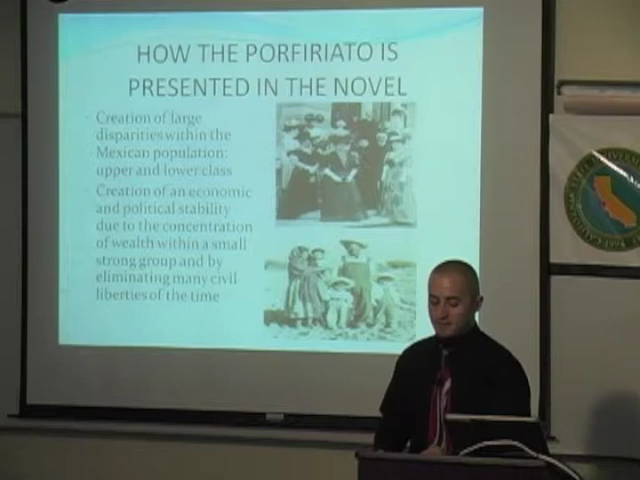 HOW THE PORFIRIATO IS
PRESENTED IN THE NOVEL
Creation of large
disparities within the
Mexican population:
upper and lower class
Creation of an economic
and political stability
due to the concentration
of wealth within a small
strong group and by
eliminating many civil
liberties of the time